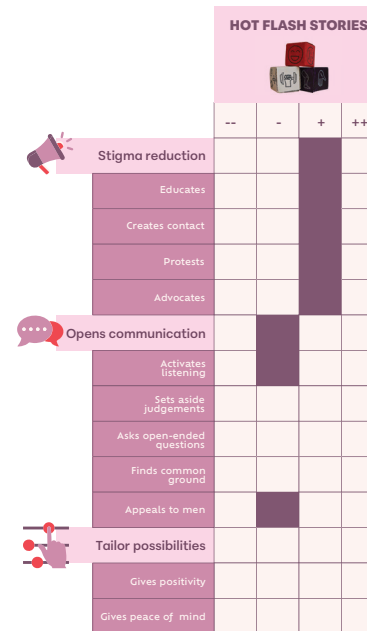 HOT FLASH STORIES
-- - + ++
Stigma reduction
Educates
Creates contact
Protests
Advocates
Opens communication
Activates
listening
Sets aside
judgements
Asks open-ended
questions
Finds common
ground
Appeals to men
Tailor possibilities
Gives positivity
Gives peace of mind